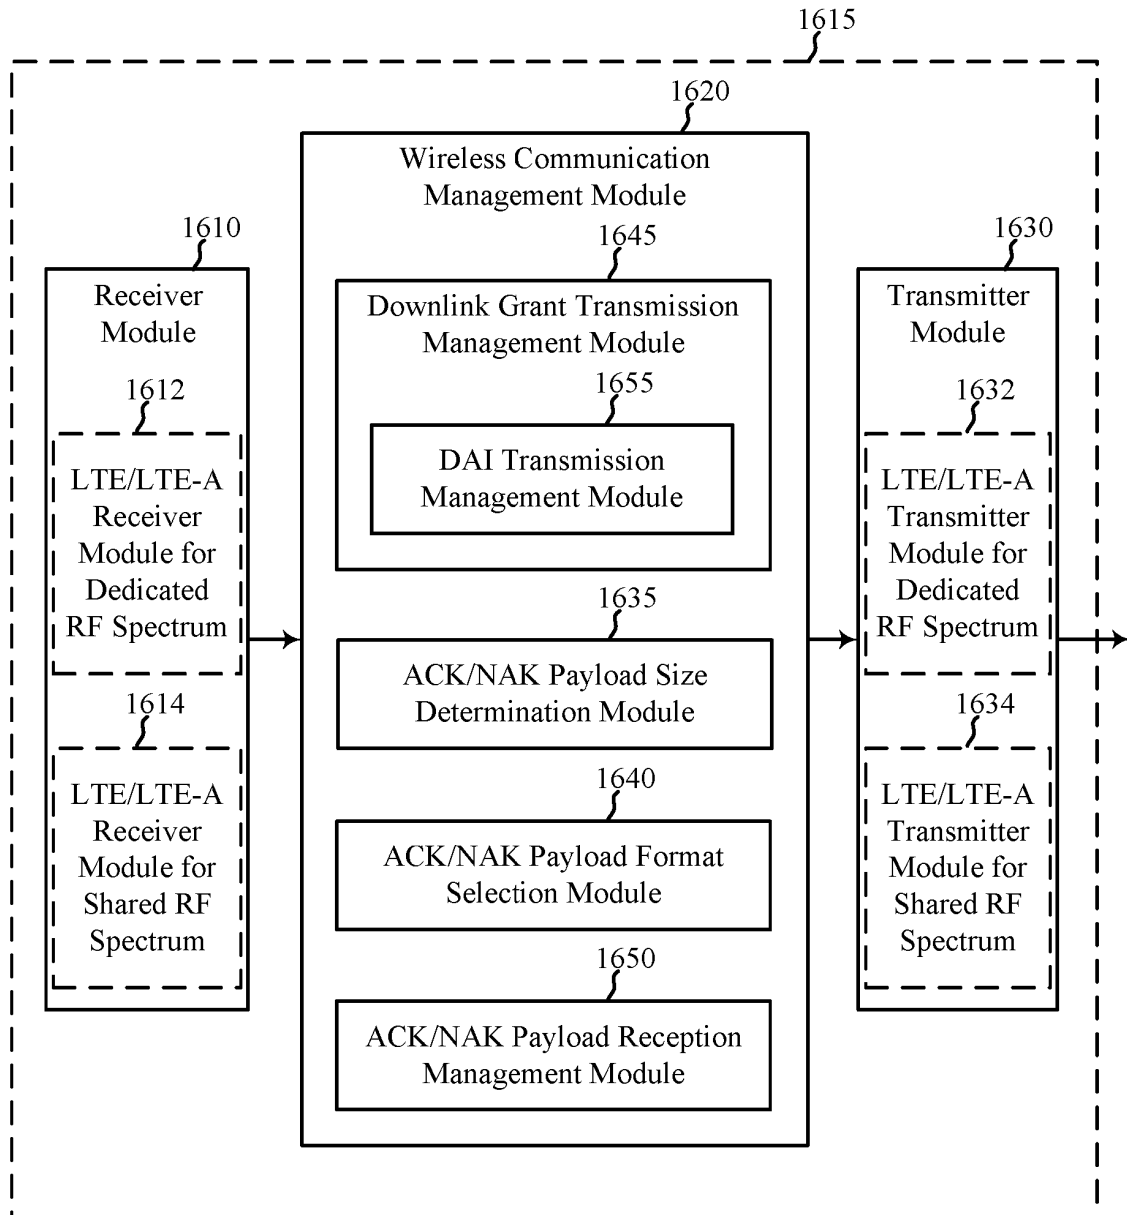 1615
1620
Wireless Communication
Management Module
1610
Receiver
Module
1612
LTE/LTE-A
Receiver
Module for
Dedicated
RF Spectrum
1614
LTE/LTE-A
Receiver
Module for
Shared RF
Spectrum
1645
Downlink Grant Transmission
Management Module
1655
DAI Transmission
Management Module
1635
ACK/NAK Payload Size
Determination Module
1640
ACK/NAK Payload Format
Selection Module
1650
ACK/NAK Payload Reception
Management Module
1630
Transmitter
Module
1632
LTE/LTE-A
Transmitter
Module for
Dedicated
RF Spectrum
1634
LTE/LTE-A
Transmitter
Module for
Shared RF
Spectrum